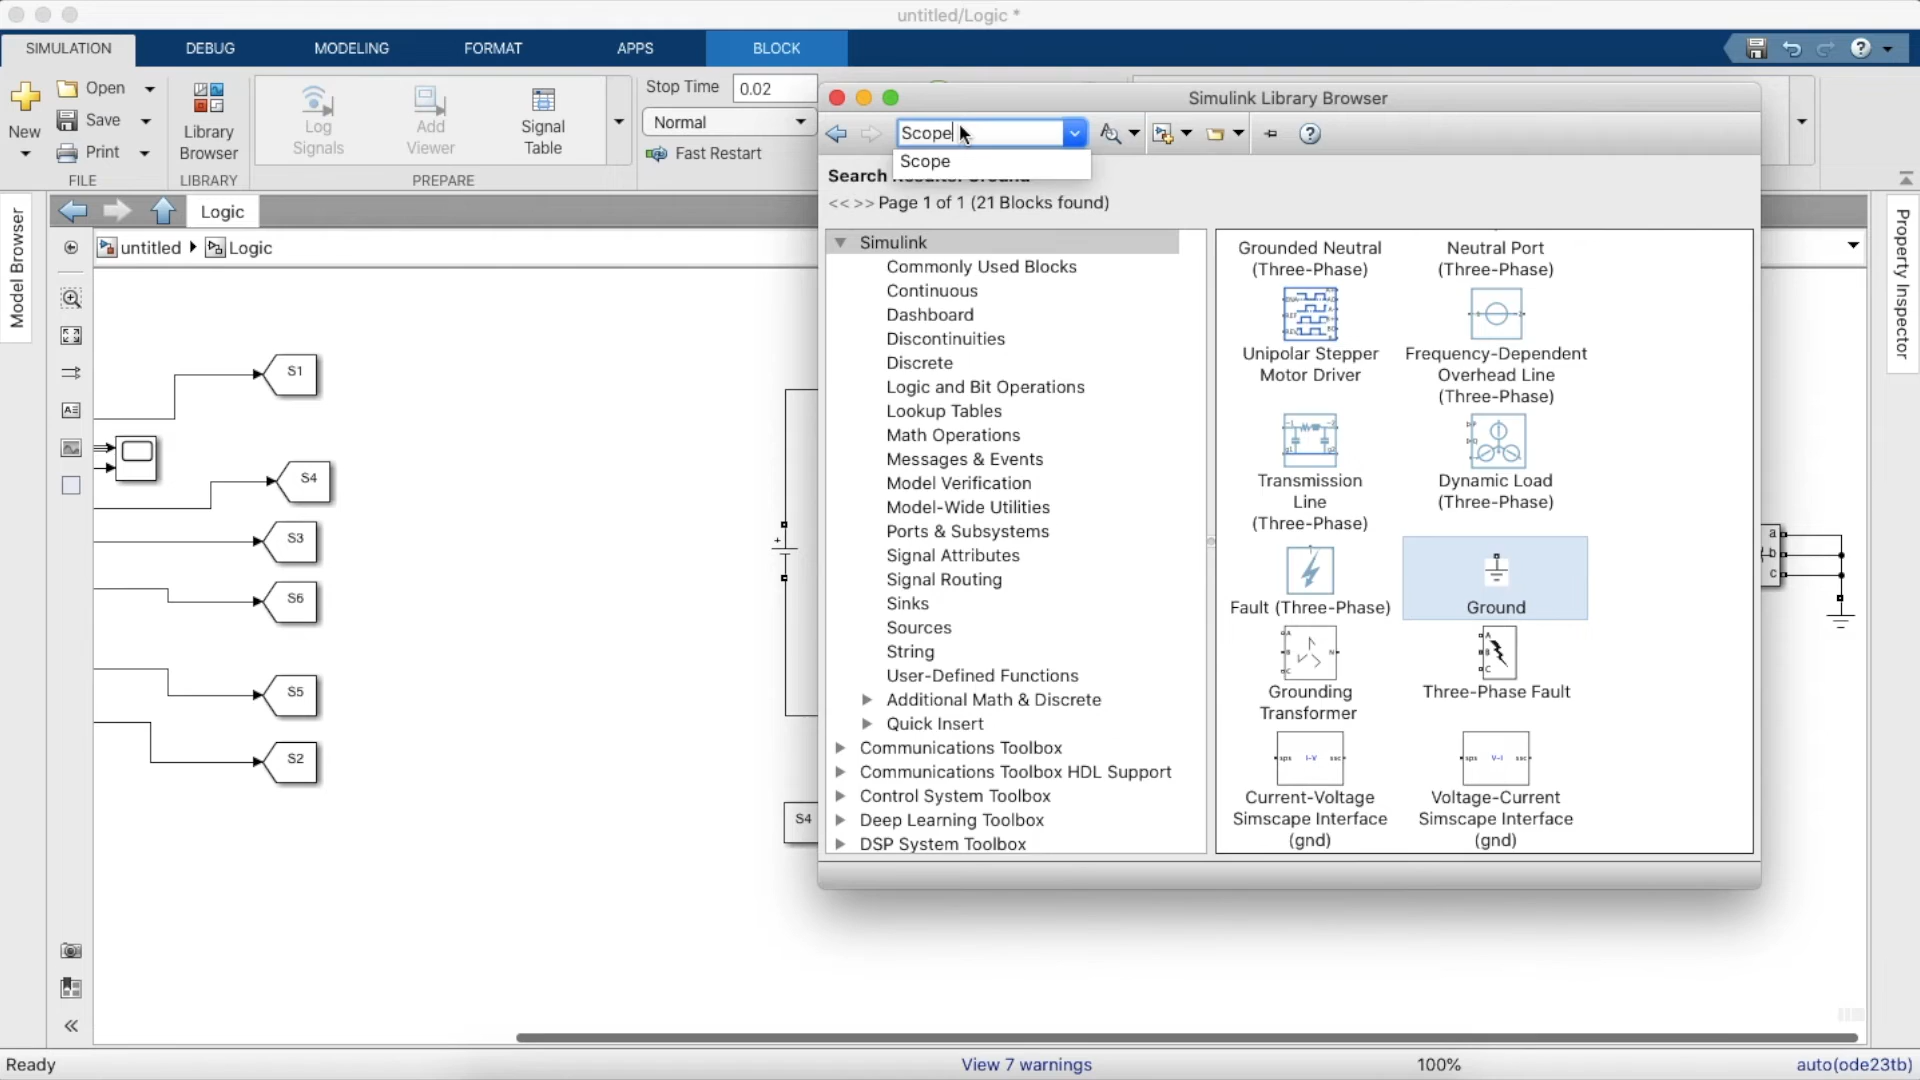 untitled/Logic *
SIMULATION
DEBUG
MODELING
FORMAT
APPS
BLOCK
New
Open
Save
Print
FILE
Library
Browser
LIBRARY
Log
Signals
Add
Viewer
Signal
Table
PREPARE
Stop Time
0.02
Normal
Fast Restart
Simulink Library Browser
Scope
Scope
Search Results: Ground
<< >> Page 1 of 1 (21 Blocks found)
Model Browser
Property Inspector
Logic
untitled
Logic
S1
S4
S3
S6
S5
S2
+
S4
Simulink
Commonly Used Blocks
Continuous
Dashboard
Discontinuities
Discrete
Logic and Bit Operations
Lookup Tables
Math Operations
Messages & Events
Model Verification
Model-Wide Utilities
Ports & Subsystems
Signal Attributes
Signal Routing
Sinks
Sources
String
User-Defined Functions
Additional Math & Discrete
Quick Insert
Communications Toolbox
Communications Toolbox HDL Support
Control System Toolbox
Deep Learning Toolbox
DSP System Toolbox
Grounded Neutral
(Three-Phase)
Neutral Port
(Three-Phase)
Unipolar Stepper
Motor Driver
Frequency-Dependent
Overhead Line
(Three-Phase)
Transmission
Line
(Three-Phase)
Dynamic Load
(Three-Phase)
Fault (Three-Phase)
Ground
Grounding
Transformer
Three-Phase Fault
Current-Voltage
Simscape Interface
(gnd)
Voltage-Current
Simscape Interface
(gnd)
a
b
c
Ready
View 7 warnings
100%
auto(ode23tb)